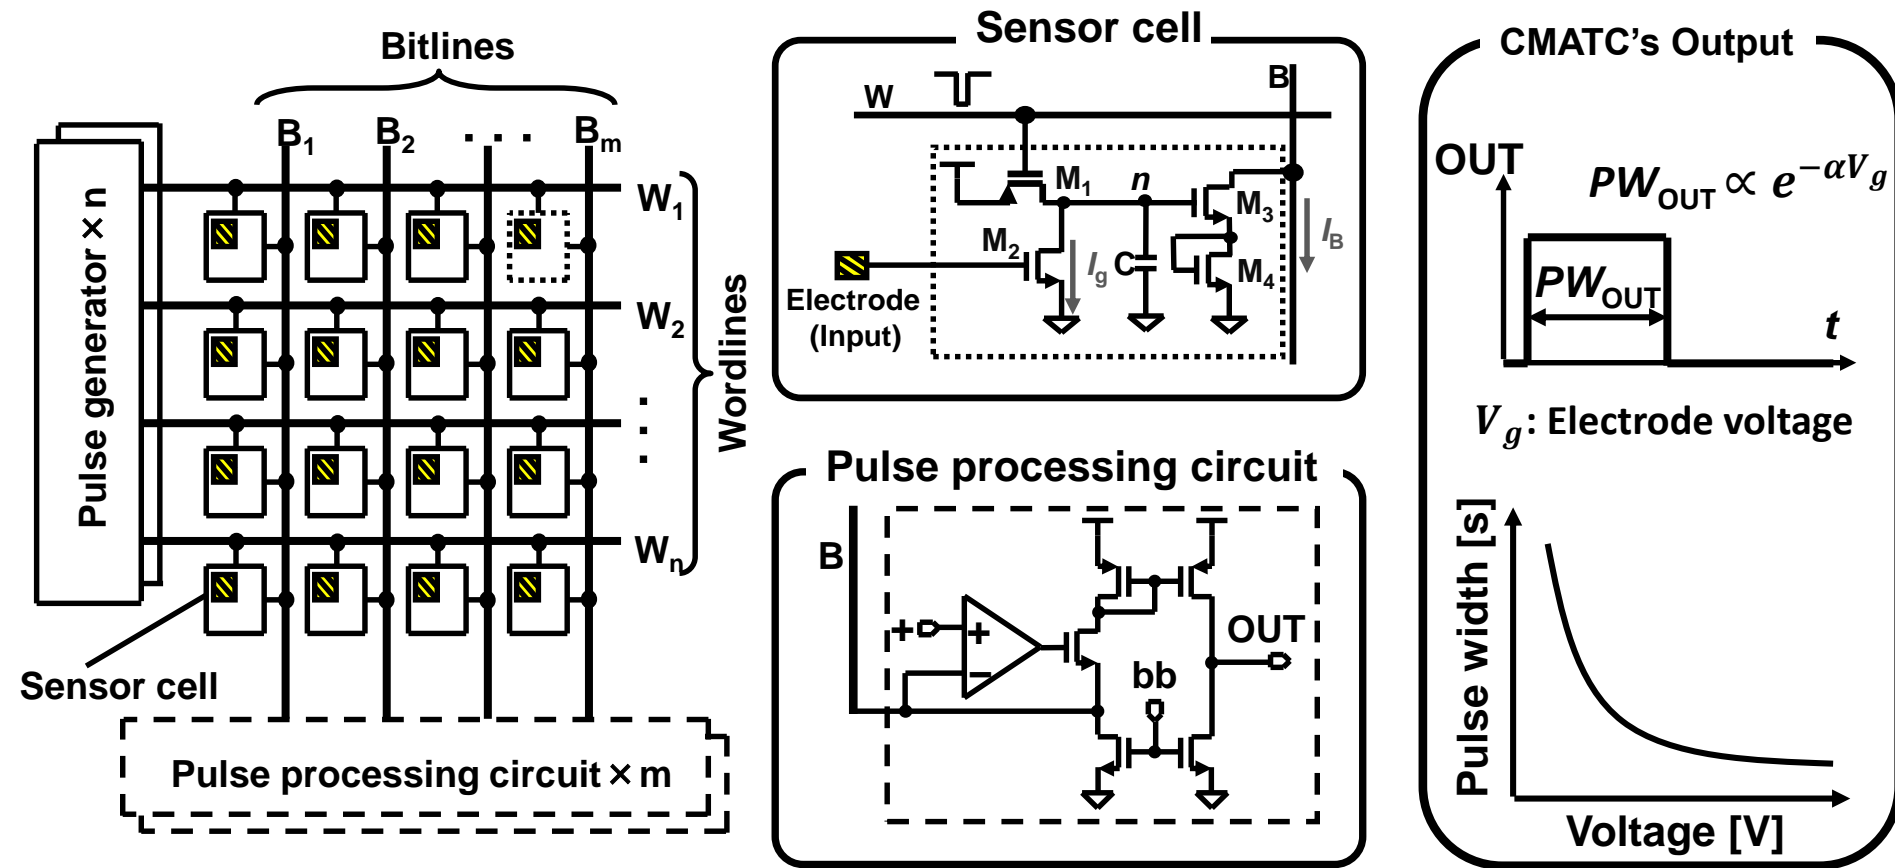 Bitlines
B1
B2
. . .
Bm
Pulse generator × n
W1
W2
. . .
Wn
Wordlines
Sensor cell
Pulse processing circuit × m
Sensor cell
W
B
M1
n
M3
M2
Ig
C
M4
IB
Electrode
(Input)
Pulse processing circuit
B
+
+
−
OUT
bb
CMATC's Output
OUT
PWOUT ∝ e^−αVg
PWOUT
t
Vg: Electrode voltage
Pulse width [s]
Voltage [V]